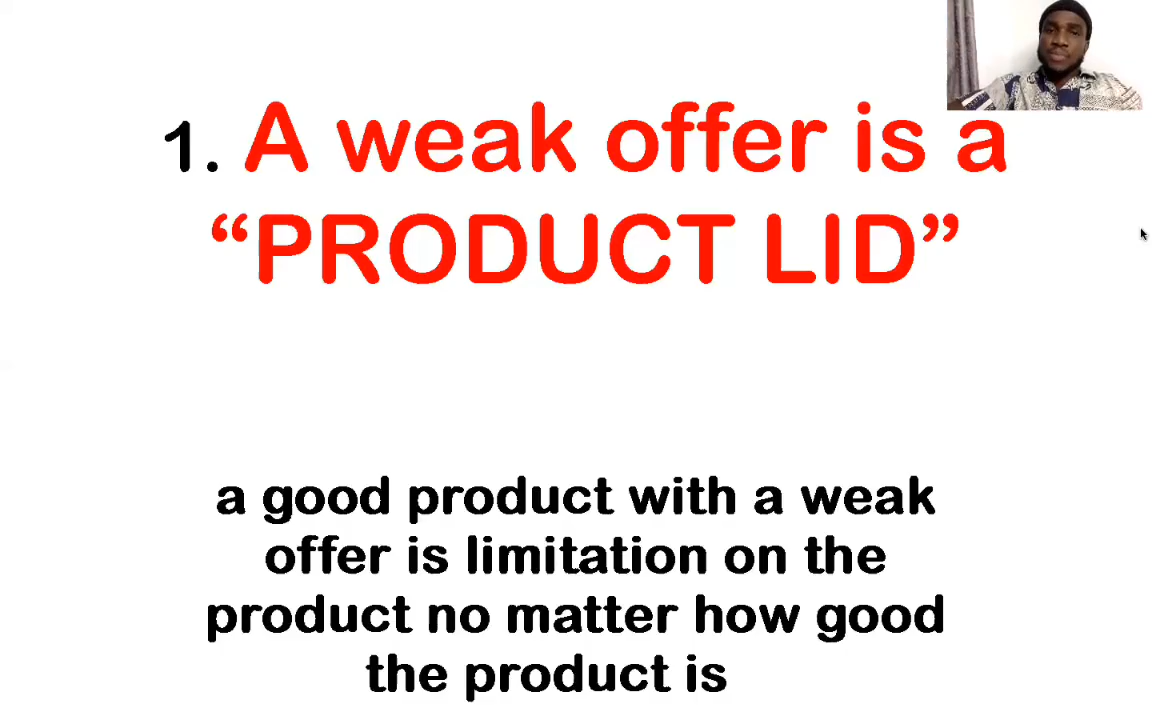 1. A weak offer is a
“PRODUCT LID”
a good product with a weak
offer is limitation on the
product no matter how good
the product is